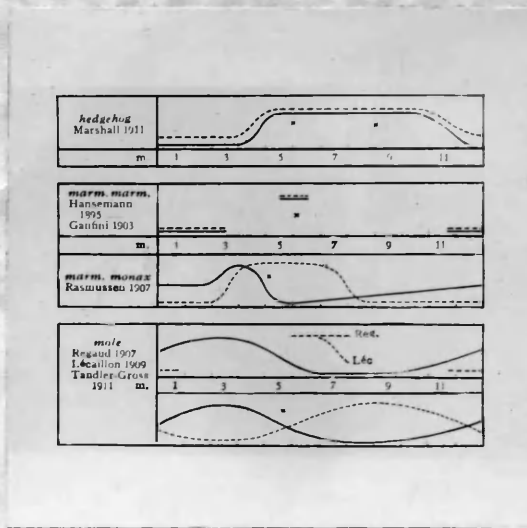 hedgehog
Marshall 1911
m. 1 3 5 7 9 11
marm. marm.
Hansemann
1895
Ganfini 1903
m. 1 3 5 7 9 11
marm. monax
Rasmussen 1907
mole
Regaud 1907
Lécaillon 1909
Tandler-Gross
1911 m. 1 3 5 7 9 11
Reg.
Léc